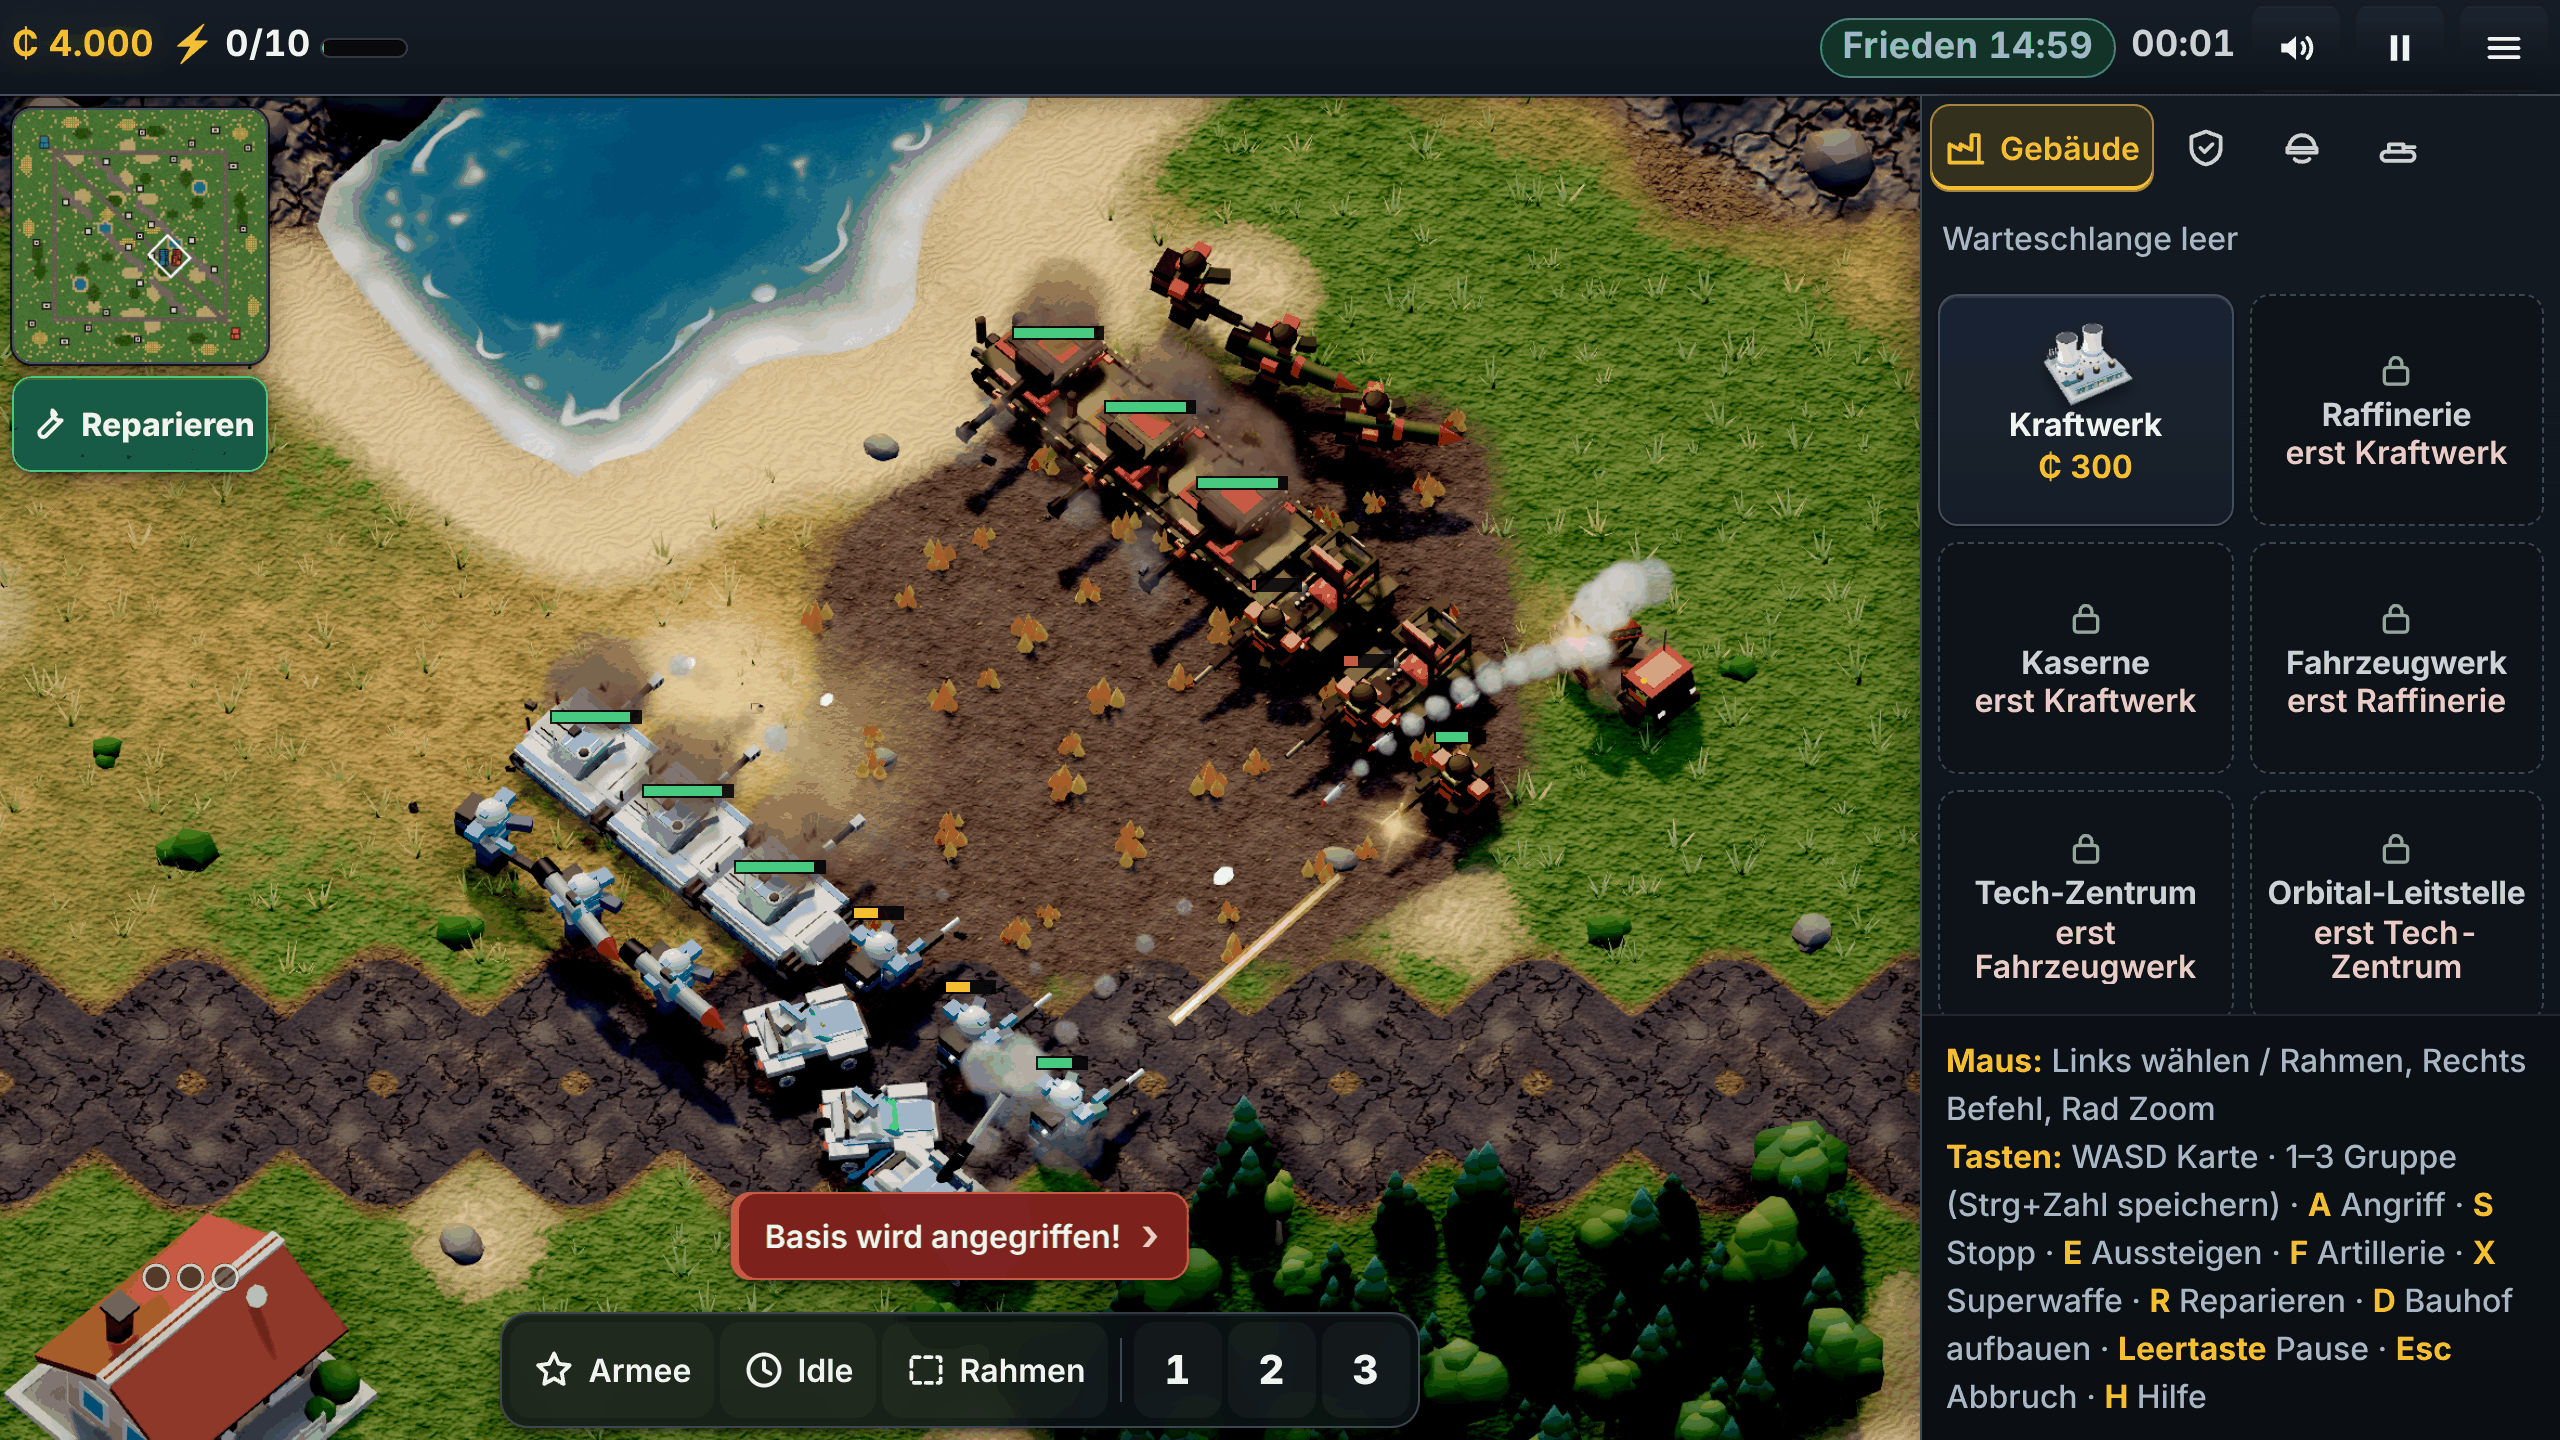 ₵ 4.000 ⚡ 0/10
Frieden 14:59 00:01
Reparieren
Gebäude
Warteschlange leer
Kraftwerk
₵ 300
Raffinerie
erst Kraftwerk
Kaserne
erst Kraftwerk
Fahrzeugwerk
erst Raffinerie
Tech-Zentrum
erst
Fahrzeugwerk
Orbital-Leitstelle
erst Tech-
Zentrum
Basis wird angegriffen! ›
Armee Idle Rahmen 1 2 3
Maus: Links wählen / Rahmen, Rechts
Befehl, Rad Zoom
Tasten: WASD Karte · 1–3 Gruppe
(Strg+Zahl speichern) · A Angriff · S
Stopp · E Aussteigen · F Artillerie · X
Superwaffe · R Reparieren · D Bauhof
aufbauen · Leertaste Pause · Esc
Abbruch · H Hilfe